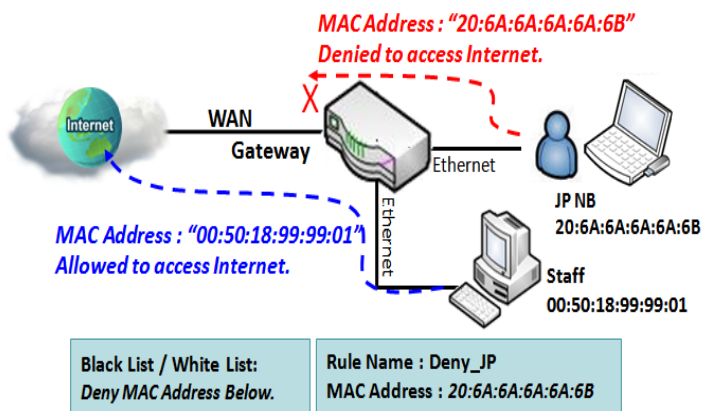 MAC Address : “20:6A:6A:6A:6A:6B”
Denied to access Internet.
Internet
WAN
Gateway
Ethernet
Ethernet
JP NB
20:6A:6A:6A:6A:6B
MAC Address : “00:50:18:99:99:01”
Allowed to access Internet.
Staff
00:50:18:99:99:01
Black List / White List:
Deny MAC Address Below.
Rule Name : Deny_JP
MAC Address : 20:6A:6A:6A:6A:6B